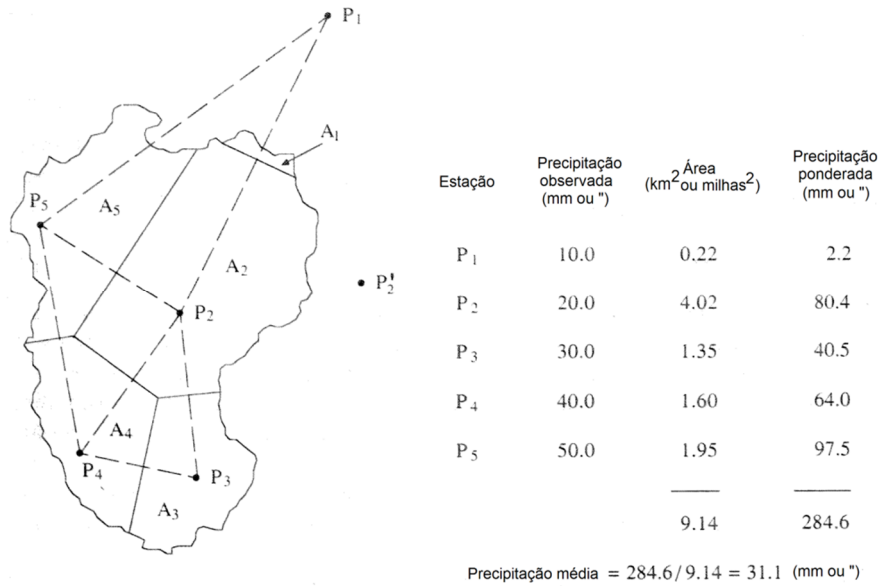 P1
A1
P5
A5
A2
P2'
P2
A4
P4
P3
A3
Estação
Precipitação
observada
(mm ou ")
Área
(km² ou milhas²)
Precipitação
ponderada
(mm ou ")
P1 10.0 0.22 2.2
P2 20.0 4.02 80.4
P3 30.0 1.35 40.5
P4 40.0 1.60 64.0
P5 50.0 1.95 97.5
9.14 284.6
Precipitação média = 284.6/9.14 = 31.1 (mm ou ")